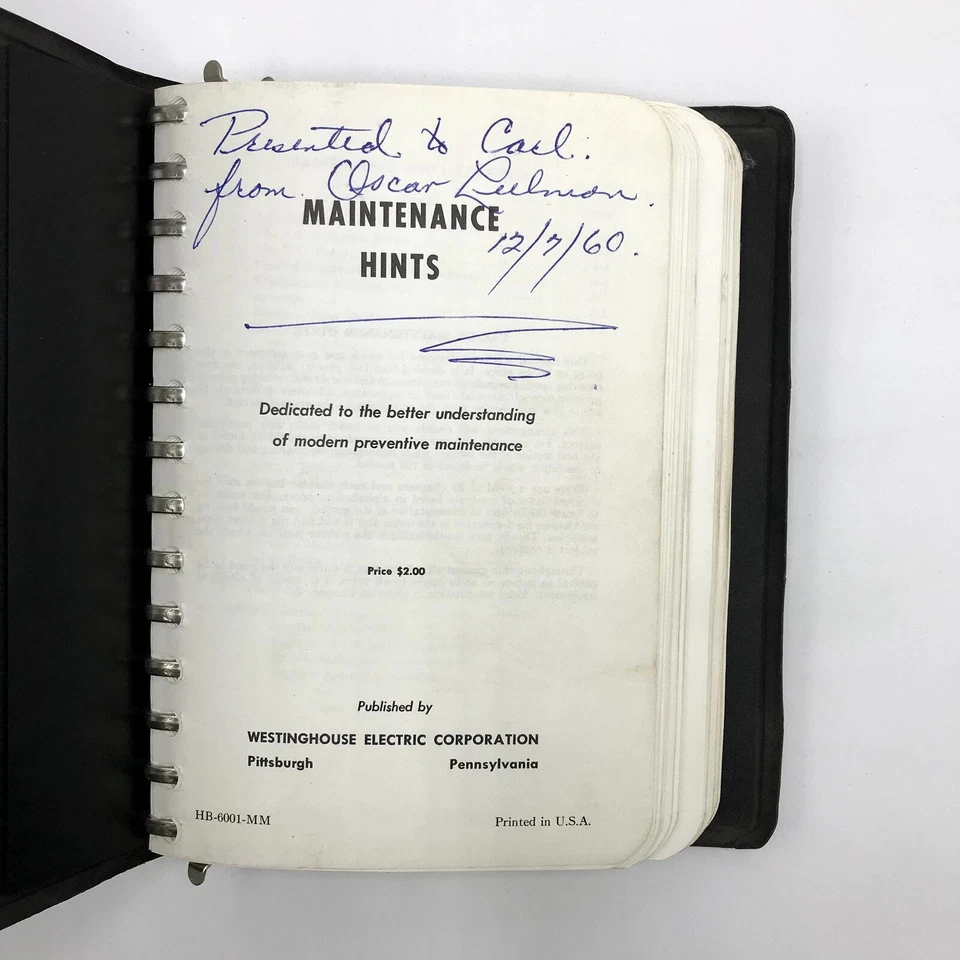 Presented to Carl.
from Oscar
12/7/60.
MAINTENANCE
HINTS
Dedicated to the better understanding
of modern preventive maintenance
Price $2.00
Published by
WESTINGHOUSE ELECTRIC CORPORATION
Pittsburgh Pennsylvania
HB-6001-MM Printed in U.S.A.